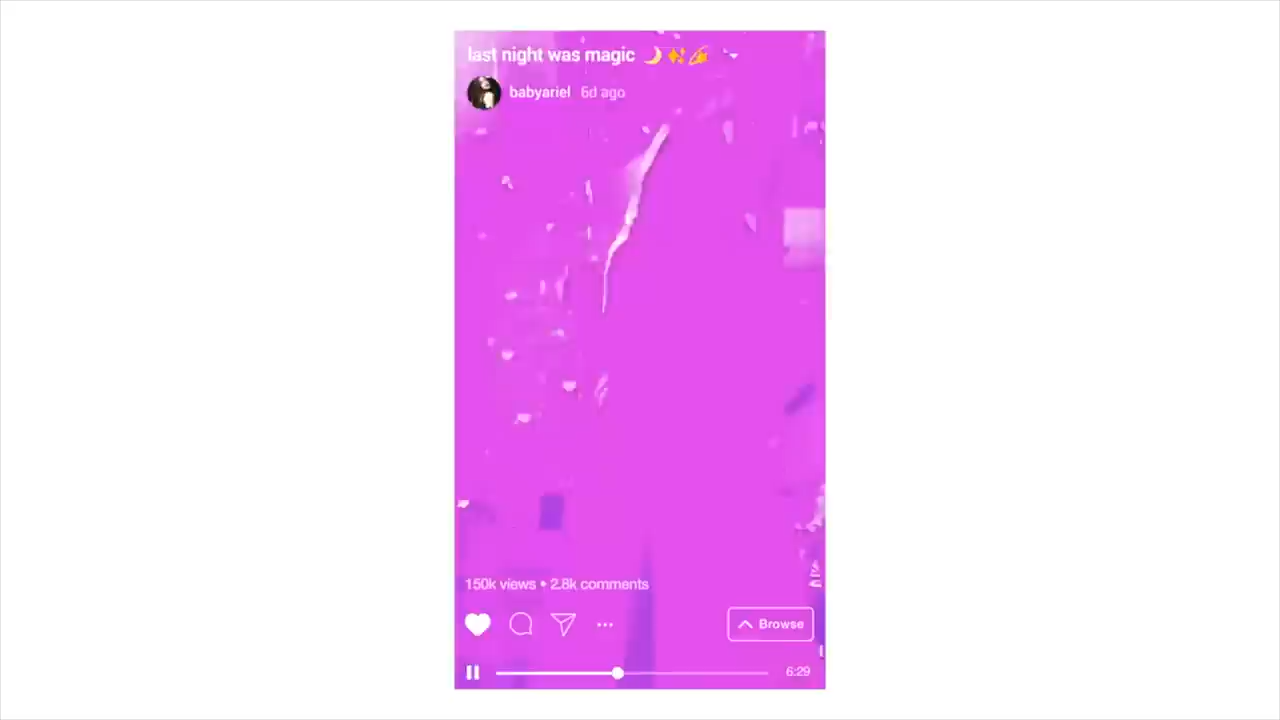 last night was magic 🌙✨🎉
babyariel 6d ago
150k views • 2.8k comments
Browse
6:29